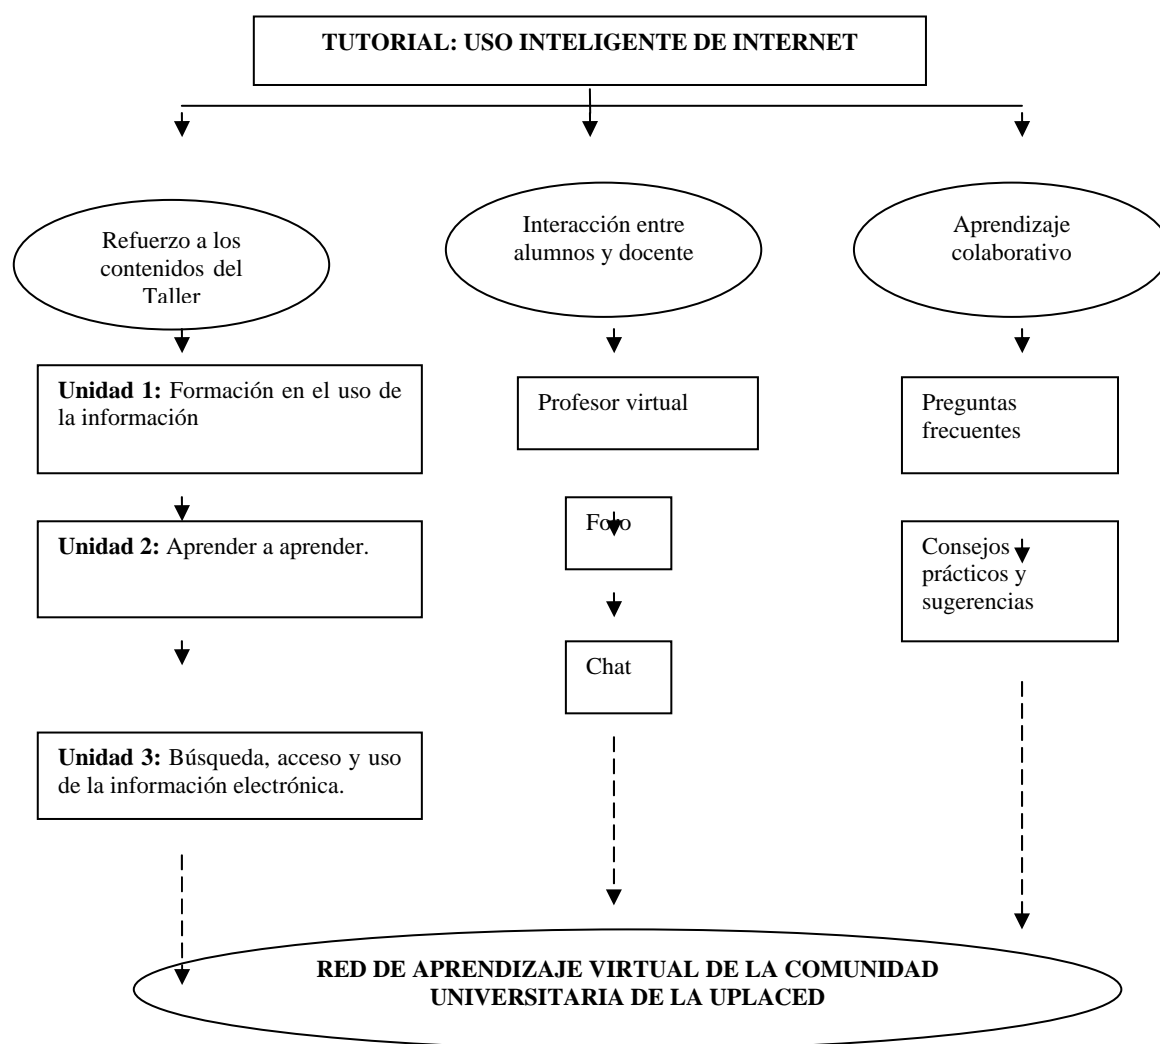 TUTORIAL: USO INTELIGENTE DE INTERNET
Refuerzo a los
contenidos del
Taller
Interacción entre
alumnos y docente
Aprendizaje
colaborativo
Unidad 1: Formación en el uso de
la información
Profesor virtual
Preguntas
frecuentes
Unidad 2: Aprender a aprender.
Foro
Consejos
prácticos y
sugerencias
Chat
Unidad 3: Búsqueda, acceso y uso
de la información electrónica.
RED DE APRENDIZAJE VIRTUAL DE LA COMUNIDAD
UNIVERSITARIA DE LA UPLACED